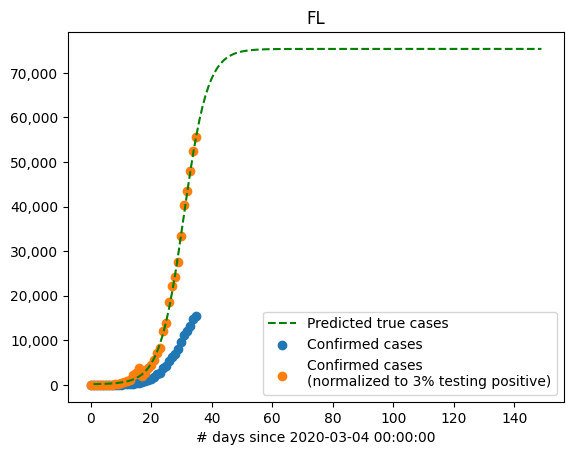 FL
70,000
60,000
50,000
40,000
30,000
20,000
10,000
0
Predicted true cases
Confirmed cases
Confirmed cases
(normalized to 3% testing positive)
0 20 40 60 80 100 120 140
# days since 2020-03-04 00:00:00